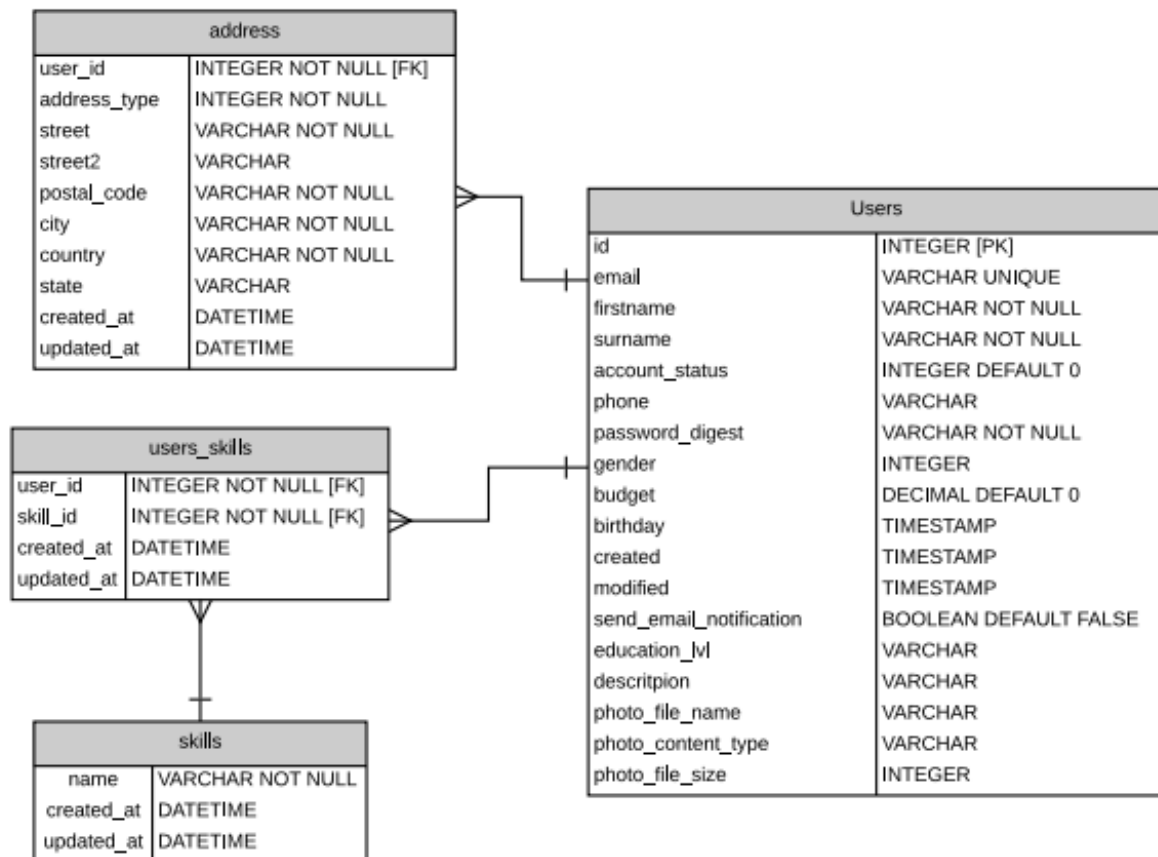 address
user_id INTEGER NOT NULL [FK]
address_type INTEGER NOT NULL
street VARCHAR NOT NULL
street2 VARCHAR
postal_code VARCHAR NOT NULL
city VARCHAR NOT NULL
country VARCHAR NOT NULL
state VARCHAR
created_at DATETIME
updated_at DATETIME
Users
id INTEGER [PK]
email VARCHAR UNIQUE
firstname VARCHAR NOT NULL
surname VARCHAR NOT NULL
account_status INTEGER DEFAULT 0
phone VARCHAR
password_digest VARCHAR NOT NULL
gender INTEGER
budget DECIMAL DEFAULT 0
birthday TIMESTAMP
created TIMESTAMP
modified TIMESTAMP
send_email_notification BOOLEAN DEFAULT FALSE
education_lvl VARCHAR
descritpion VARCHAR
photo_file_name VARCHAR
photo_content_type VARCHAR
photo_file_size INTEGER
users_skills
user_id INTEGER NOT NULL [FK]
skill_id INTEGER NOT NULL [FK]
created_at DATETIME
updated_at DATETIME
skills
name VARCHAR NOT NULL
created_at DATETIME
updated_at DATETIME